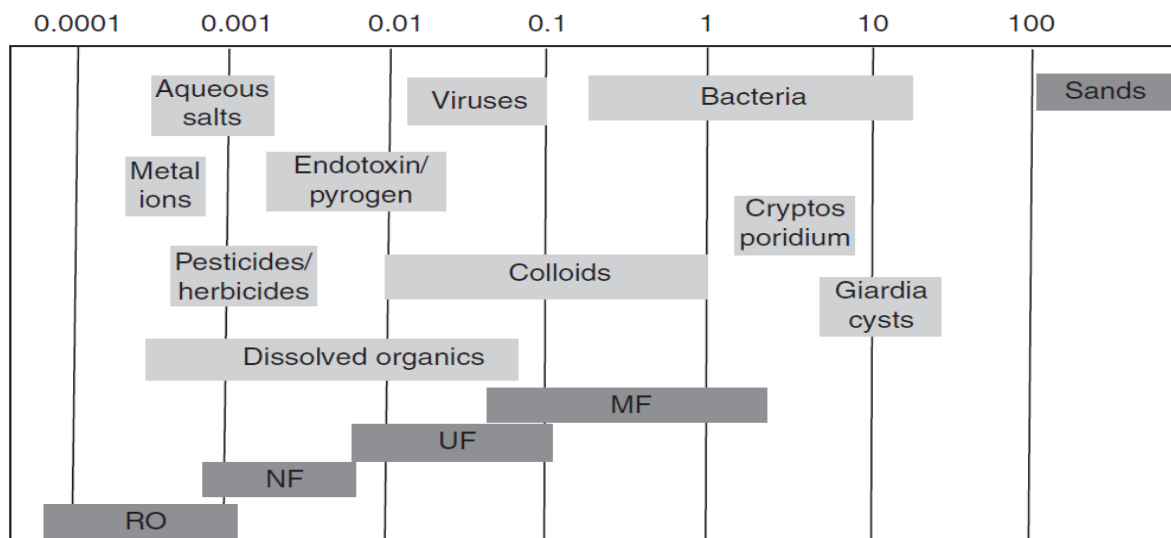 0.0001 0.001 0.01 0.1 1 10 100
Aqueous
salts
Viruses
Bacteria
Sands
Metal
ions
Endotoxin/
pyrogen
Cryptos
poridium
Pesticides/
herbicides
Colloids
Giardia
cysts
Dissolved organics
MF
UF
NF
RO